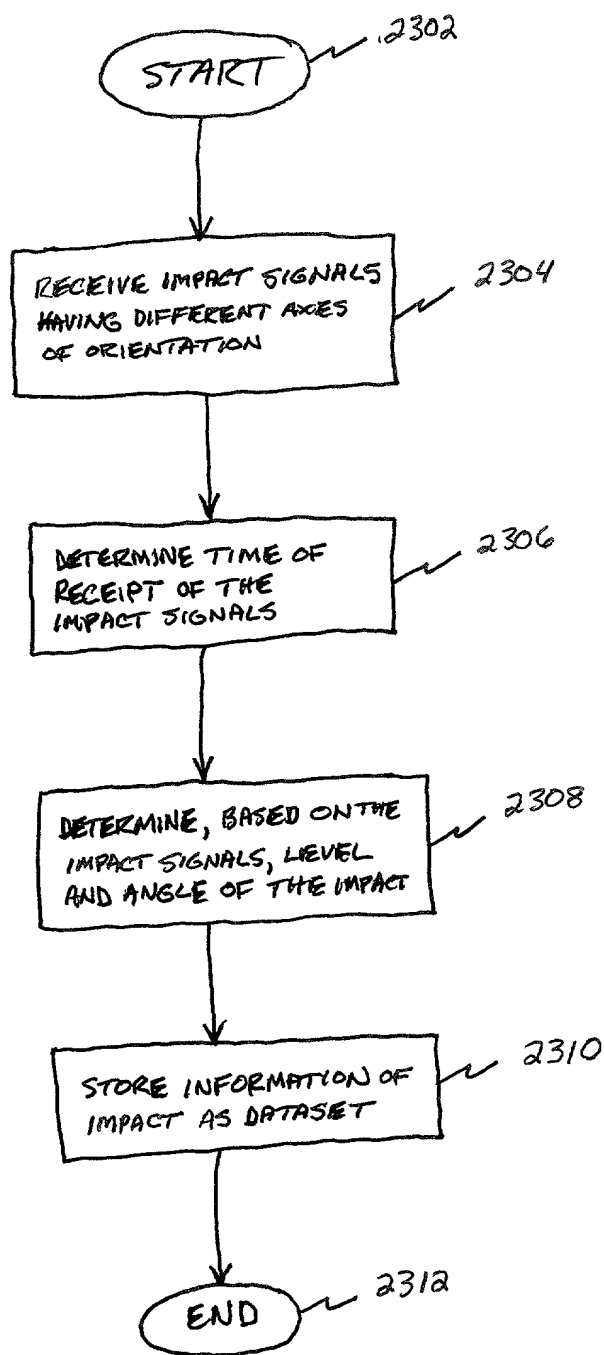 .2302
START
RECEIVE IMPACT SIGNALS
HAVING DIFFERENT AXES
OF ORIENTATION
2304
DETERMINE TIME OF
RECEIPT OF THE
IMPACT SIGNALS
2306
DETERMINE, BASED ON THE
IMPACT SIGNALS, LEVEL
AND ANGLE OF THE IMPACT
2308
STORE INFORMATION OF
IMPACT AS DATASET
2310
END
2312